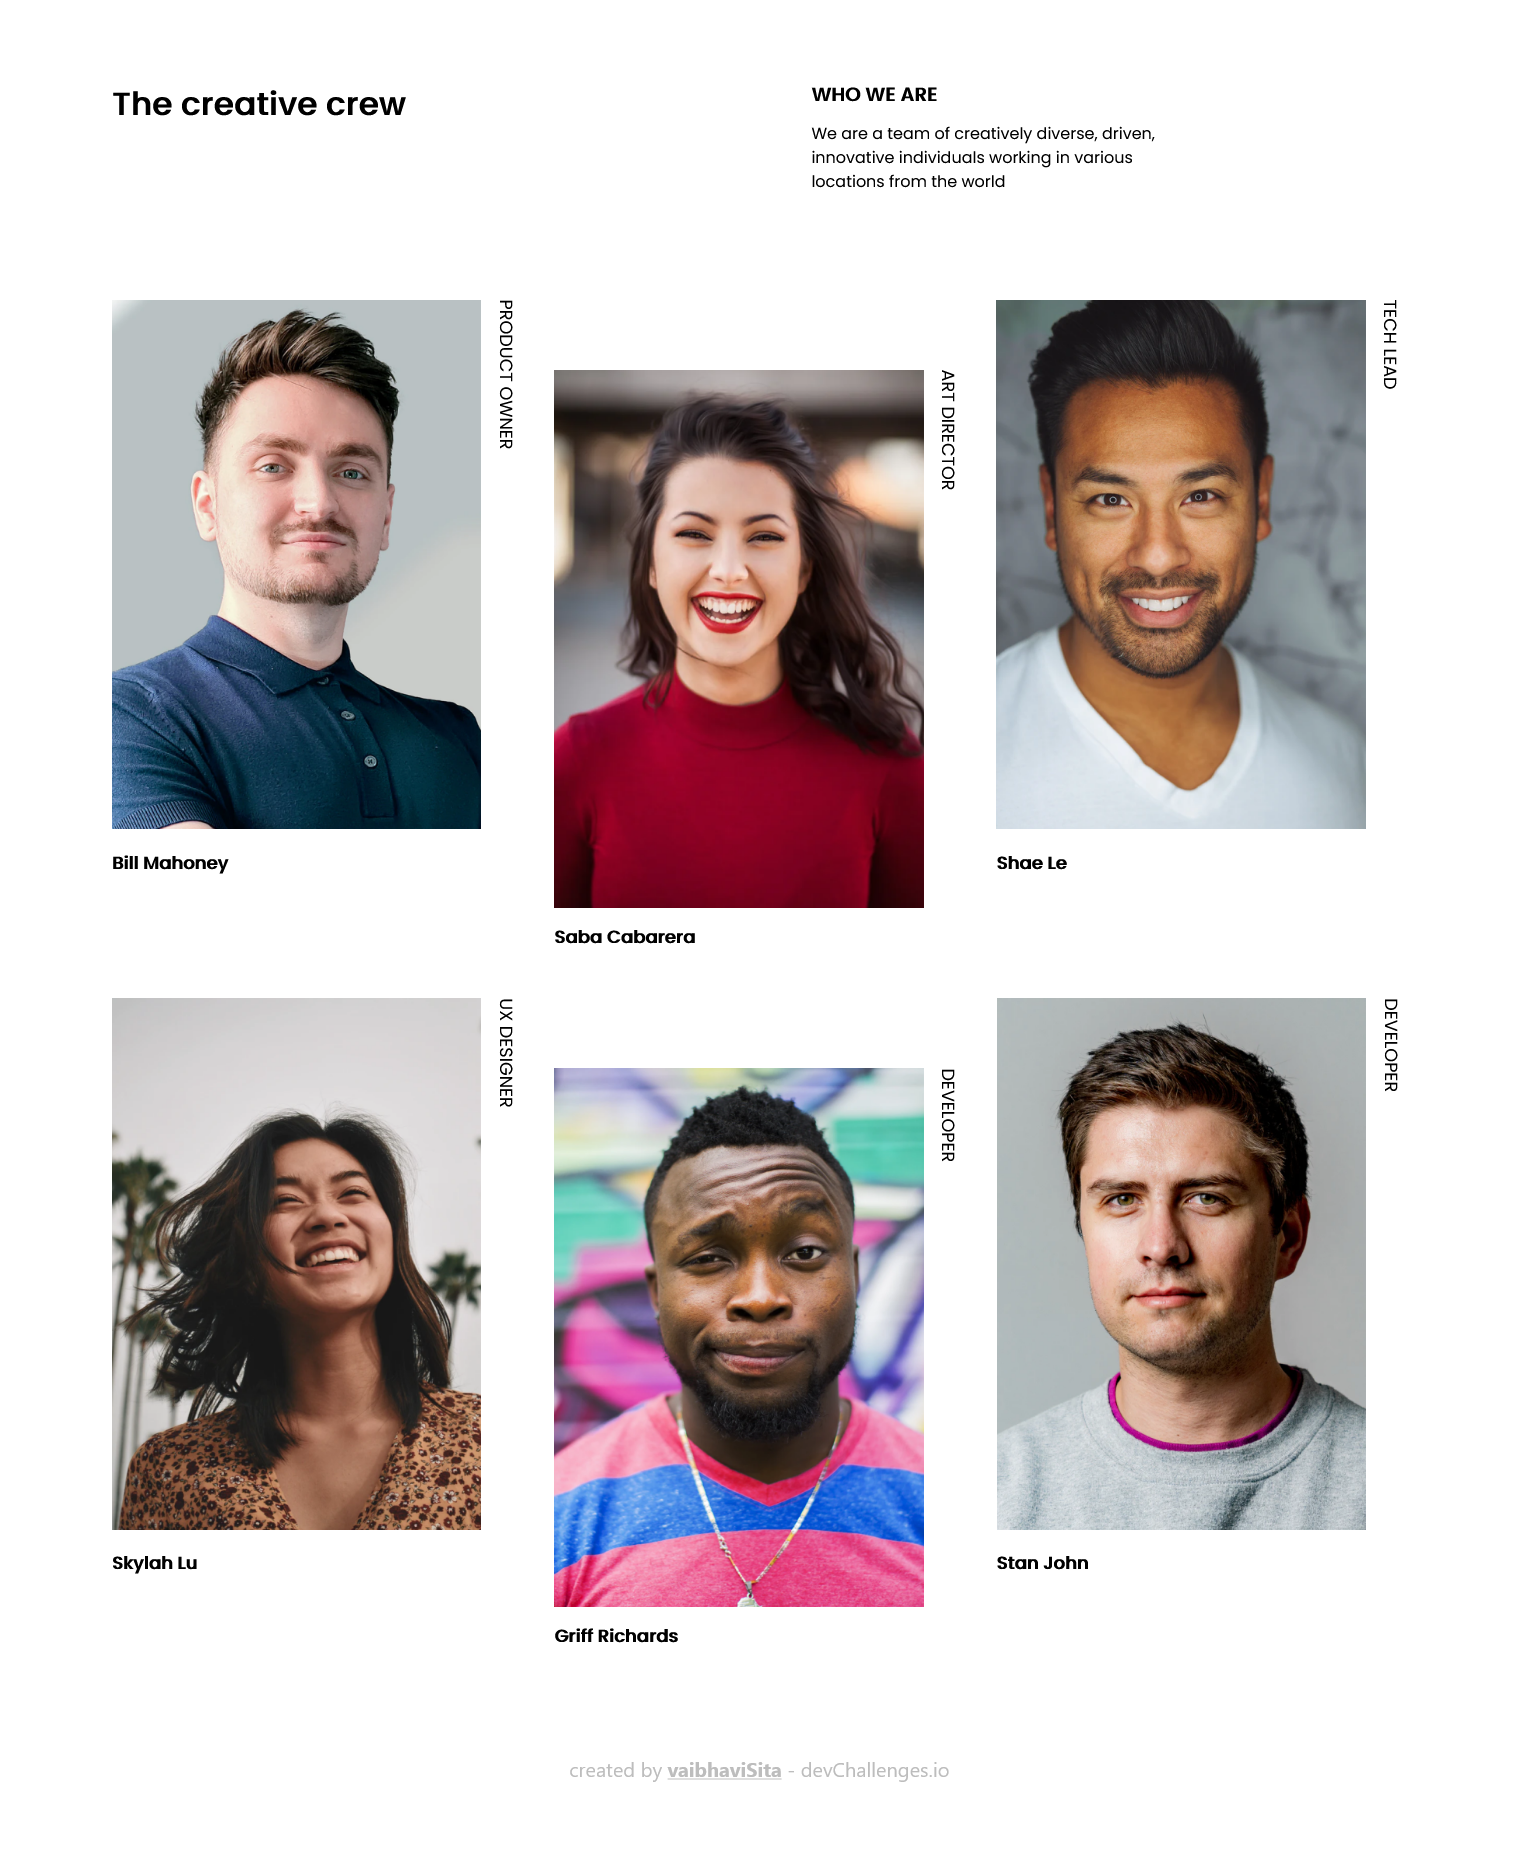 The creative crew
WHO WE ARE
We are a team of creatively diverse, driven,
innovative individuals working in various
locations from the world
PRODUCT OWNER
Bill Mahoney
ART DIRECTOR
Saba Cabarera
TECH LEAD
Shae Le
UX DESIGNER
Skylah Lu
DEVELOPER
Griff Richards
DEVELOPER
Stan John
created by vaibhaviSita - devChallenges.io